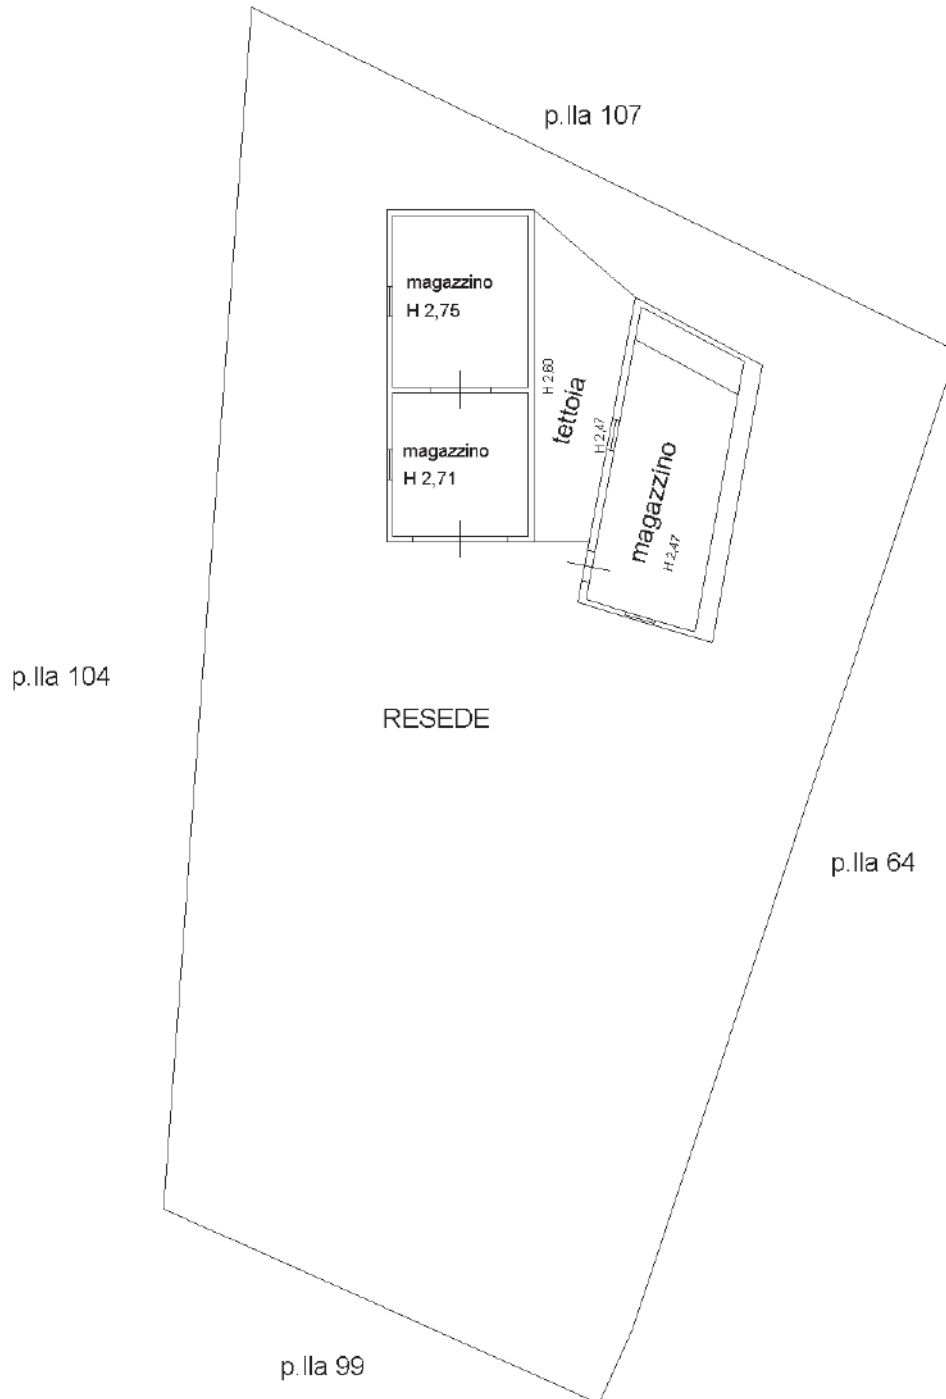 p.lla 107
magazzino
H 2,75
H 2,60
tettoia
H 2,47
magazzino
H 2,71
magazzino
H 2,47
p.lla 104
RESEDE
p.lla 64
p.lla 99